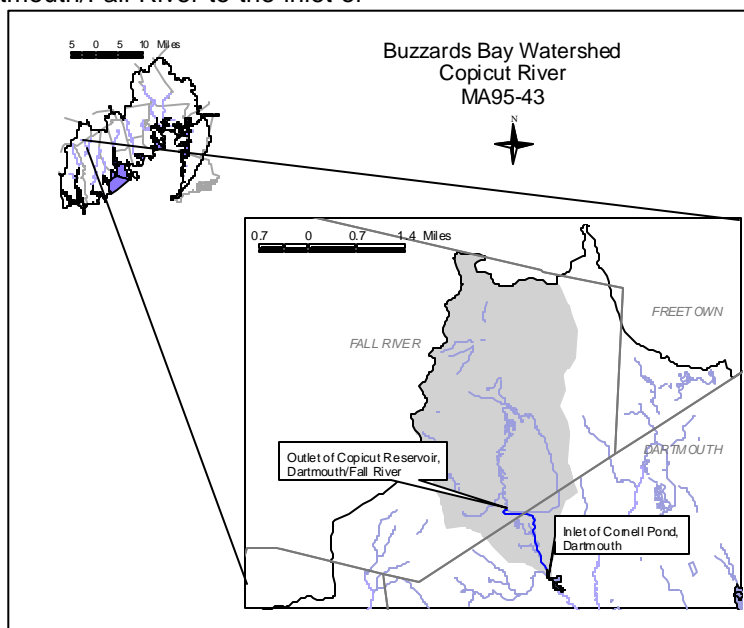 tmouth/Fall River to the inlet of
5 0 5 10 Miles
Buzzards Bay Watershed
Copicut River
MA95-43
N
0.7 0 0.7 1.4 Miles
FREETOWN
FALL RIVER
DARTMOUTH
Outlet of Copicut Reservoir,
Dartmouth/Fall River
Inlet of Cornell Pond,
Dartmouth